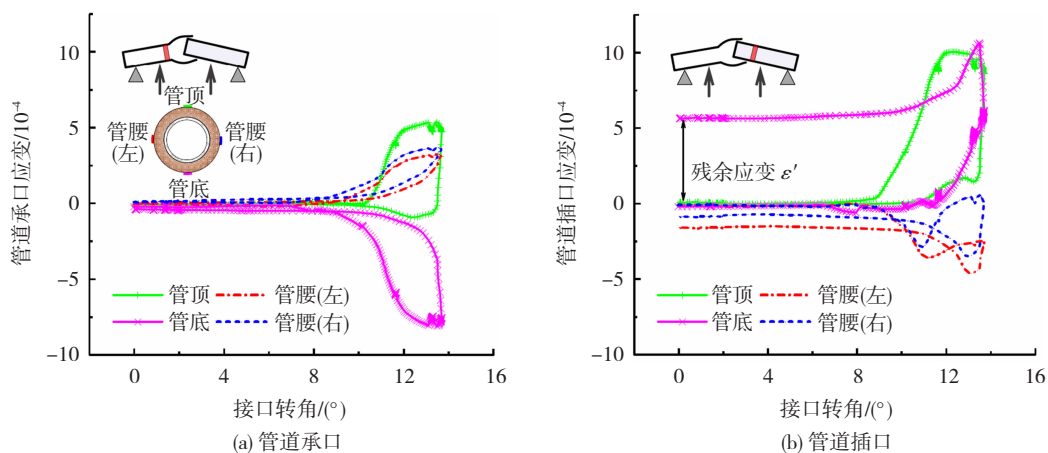 10
5
0
−5
−10
管道承口应变/10⁻⁴
管顶
管腰
(左)
管腰
(右)
管底
管顶
管腰(左)
管底
管腰(右)
0
4
8
12
16
接口转角/(°)
(a) 管道承口
10
5
0
−5
−10
管道插口应变/10⁻⁴
残余应变 ε′
管顶
管腰(左)
管底
管腰(右)
0
4
8
12
16
接口转角/(°)
(b) 管道插口